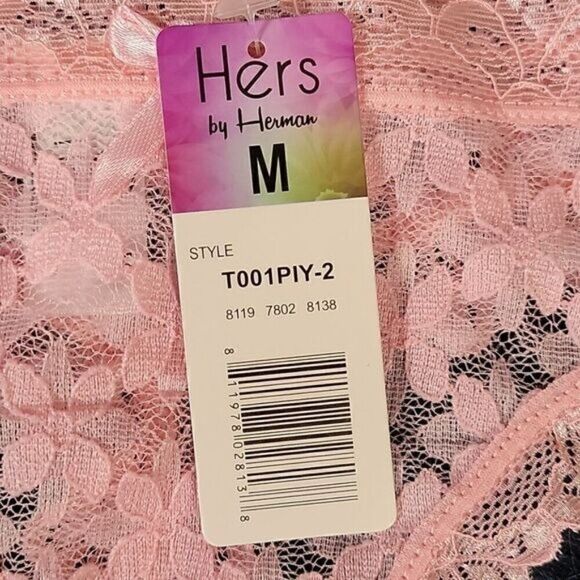 Hers
by Herman
M
STYLE
T001PIY-2
8119 7802 8138
8 11978 02813 8